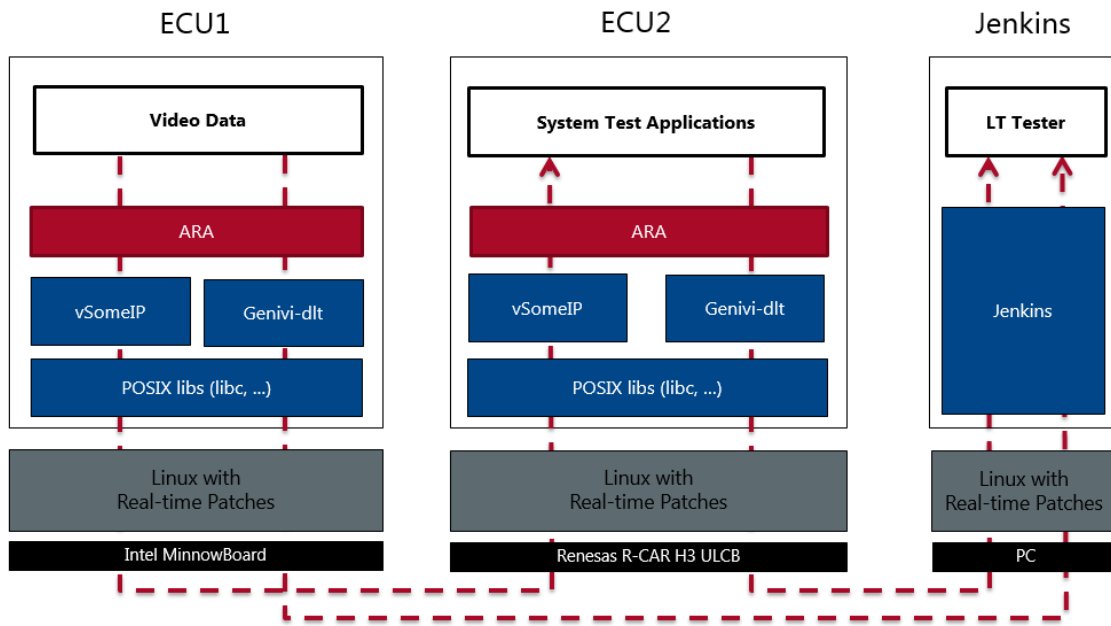 ECU1
Video Data
ARA
vSomeIP
Genivi-dlt
POSIX libs (libc, ...)
Linux with
Real-time Patches
Intel MinnowBoard
ECU2
System Test Applications
ARA
vSomeIP
Genivi-dlt
POSIX libs (libc, ...)
Linux with
Real-time Patches
Renesas R-CAR H3 ULCB
Jenkins
LT Tester
Jenkins
Linux with
Real-time Patches
PC